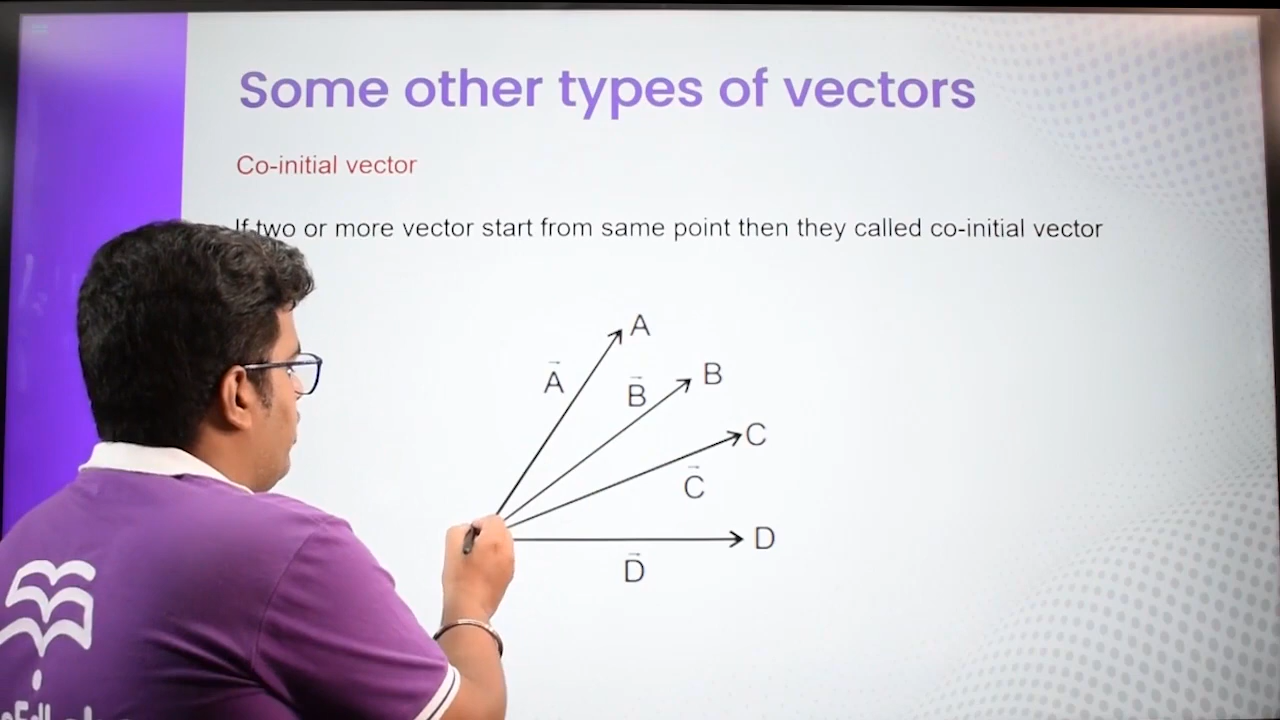 Some other types of vectors
Co-initial vector
If two or more vector start from same point then they called co-initial vector
A
A⃗
B
B⃗
C
C⃗
D
D⃗